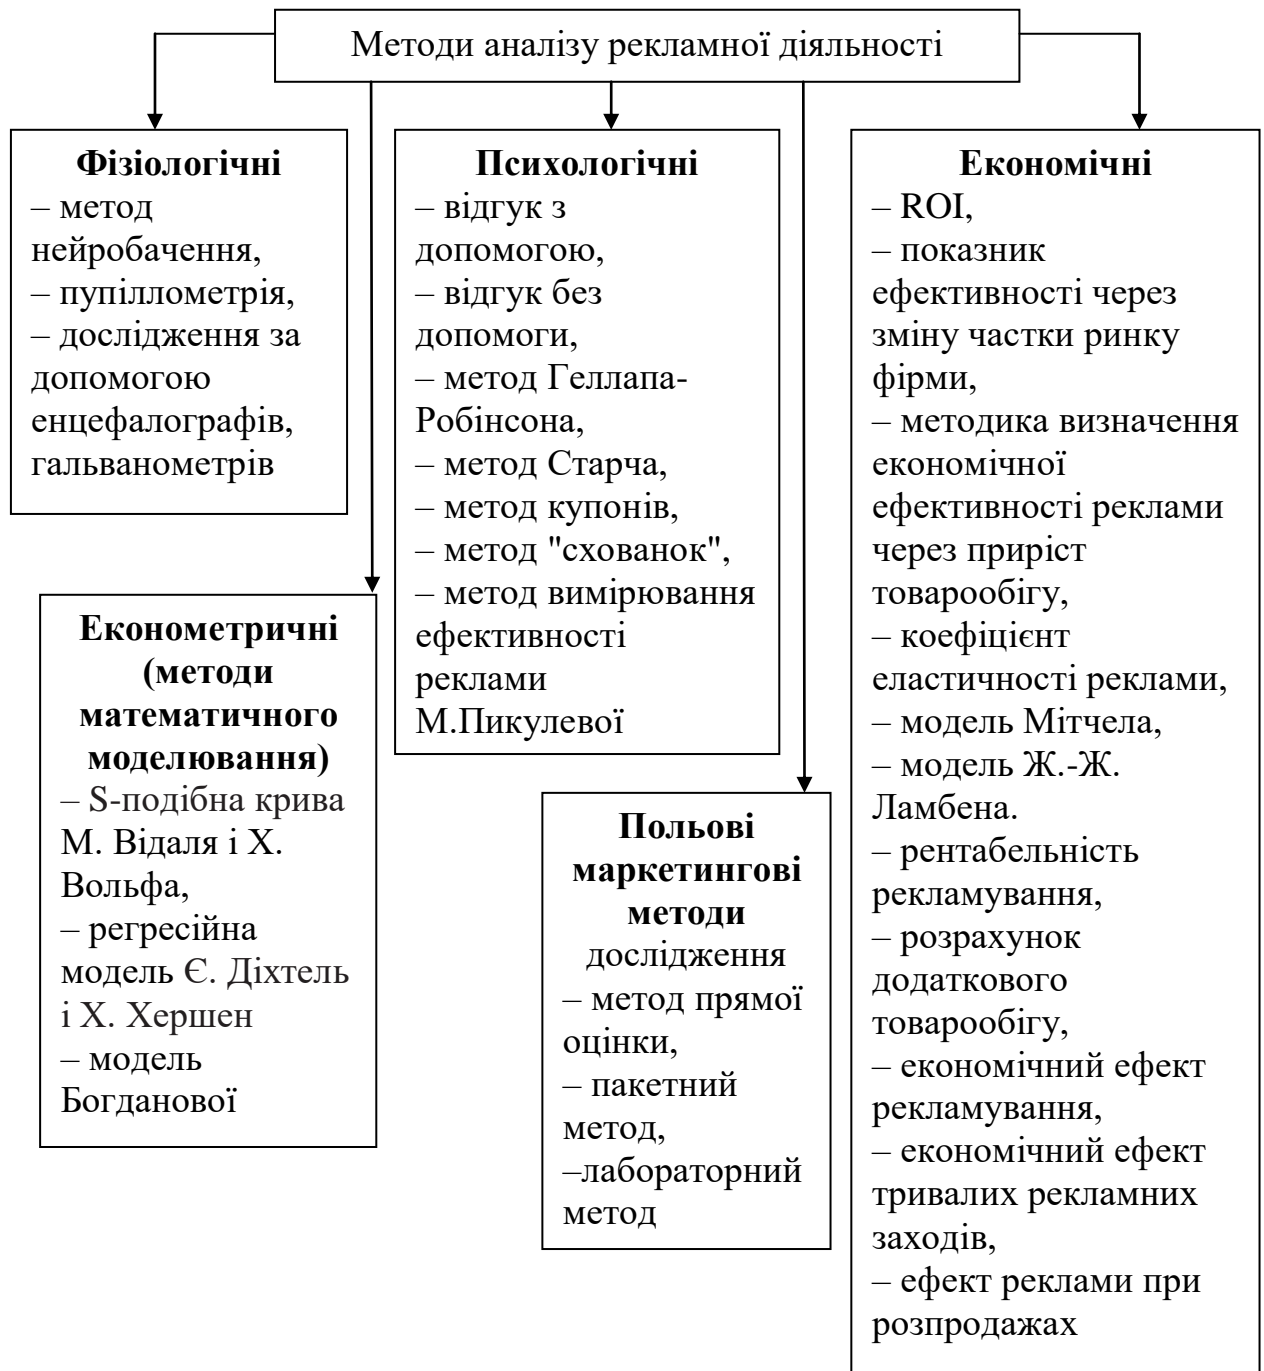 Методи аналізу рекламної діяльності
Фізіологічні
– метод
нейробачення,
– пупіллометрія,
– дослідження за
допомогою
енцефалографів,
гальванометрів
Економетричні
(методи
математичного
моделювання)
– S-подібна крива
М. Відаля і Х.
Вольфа,
– регресійна
модель Є. Діхтель
і Х. Хершен
– модель
Богданової
Психологічні
– відгук з
допомогою,
– відгук без
допомоги,
– метод Геллапа-
Робінсона,
– метод Старча,
– метод купонів,
– метод "схованок",
– метод вимірювання
ефективності
реклами
М.Пикулевої
Польові
маркетингові
методи
дослідження
– метод прямої
оцінки,
– пакетний
метод,
–лабораторний
метод
Економічні
– ROI,
– показник
ефективності через
зміну частки ринку
фірми,
– методика визначення
економічної
ефективності реклами
через приріст
товарообігу,
– коефіцієнт
еластичності реклами,
– модель Мітчела,
– модель Ж.-Ж.
Ламбена.
– рентабельність
рекламування,
– розрахунок
додаткового
товарообігу,
– економічний ефект
рекламування,
– економічний ефект
тривалих рекламних
заходів,
– ефект реклами при
розпродажах